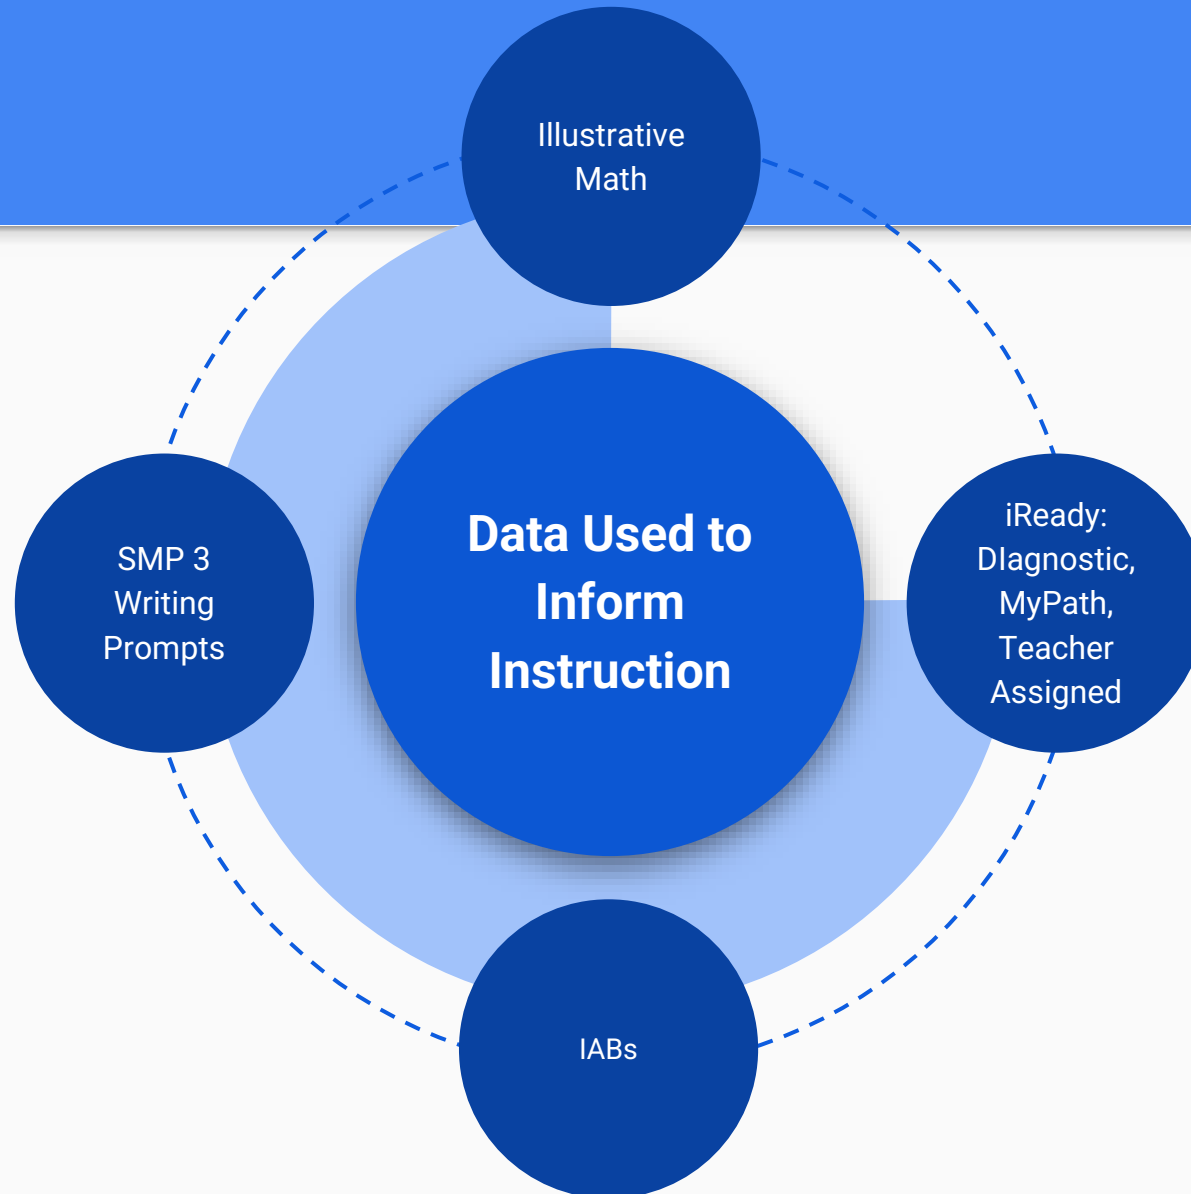 Illustrative
Math
SMP 3
Writing
Prompts
Data Used to
Inform
Instruction
iReady:
DIagnostic,
MyPath,
Teacher
Assigned
IABs